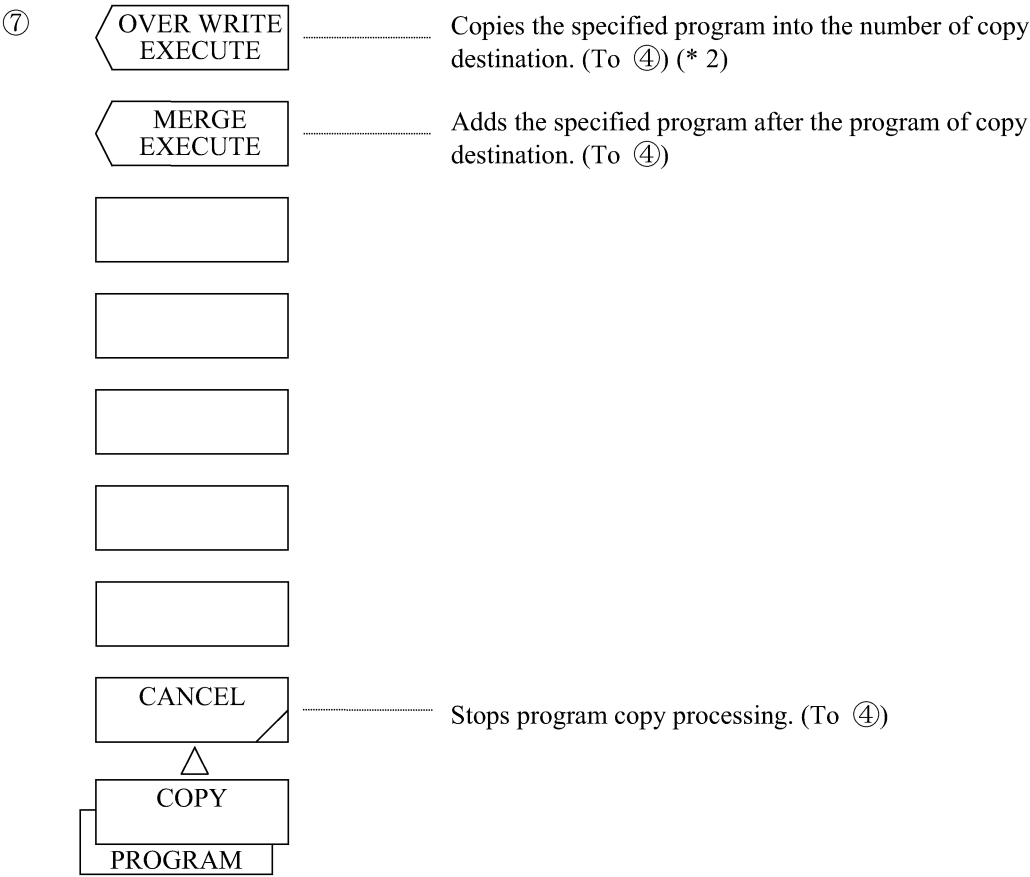 ⑦
OVER WRITE
EXECUTE
Copies the specified program into the number of copy
destination. (To ④) (* 2)
MERGE
EXECUTE
Adds the specified program after the program of copy
destination. (To ④)
CANCEL
Stops program copy processing. (To ④)
COPY
PROGRAM